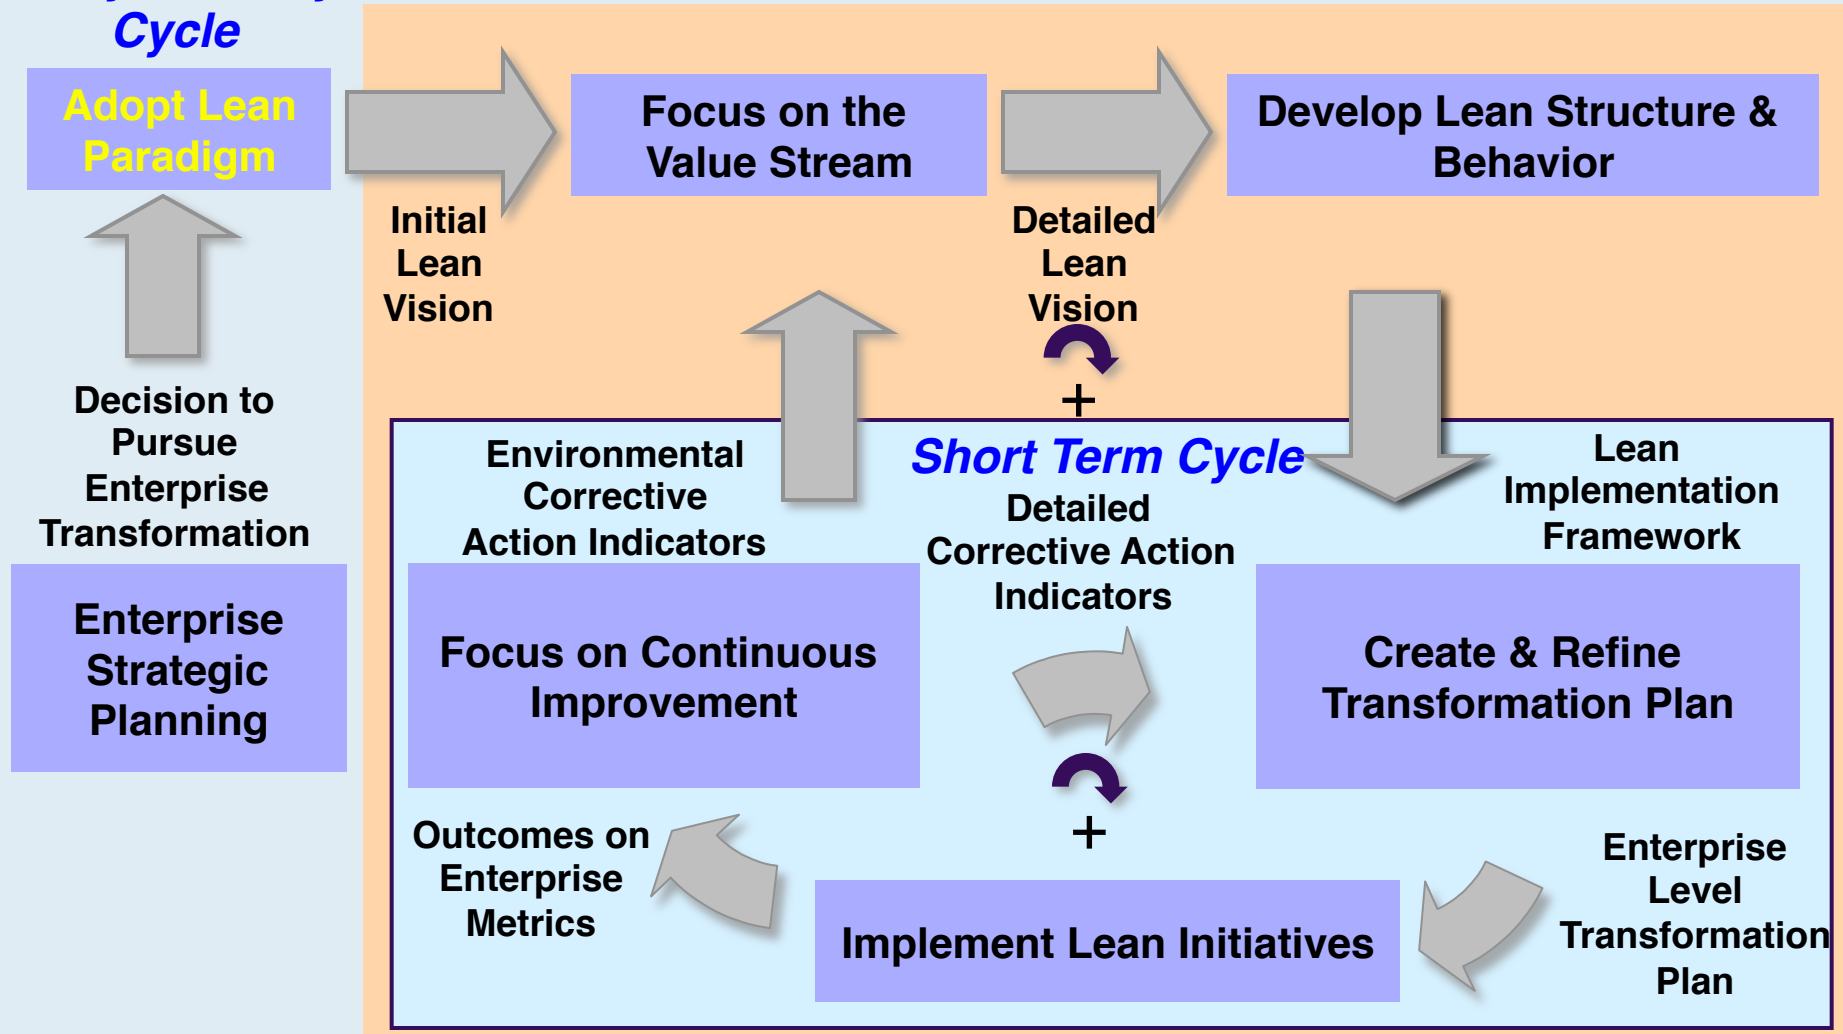 Cycle
Adopt Lean
Paradigm
Focus on the
Value Stream
Develop Lean Structure &
Behavior
Initial
Lean
Vision
Detailed
Lean
Vision
+
Decision to
Pursue
Enterprise
Transformation
Enterprise
Strategic
Planning
Short Term Cycle
Environmental
Corrective
Action Indicators
Detailed
Corrective Action
Indicators
Lean
Implementation
Framework
Focus on Continuous
Improvement
Create & Refine
Transformation Plan
+
Outcomes on
Enterprise
Metrics
Implement Lean Initiatives
Enterprise
Level
Transformation
Plan